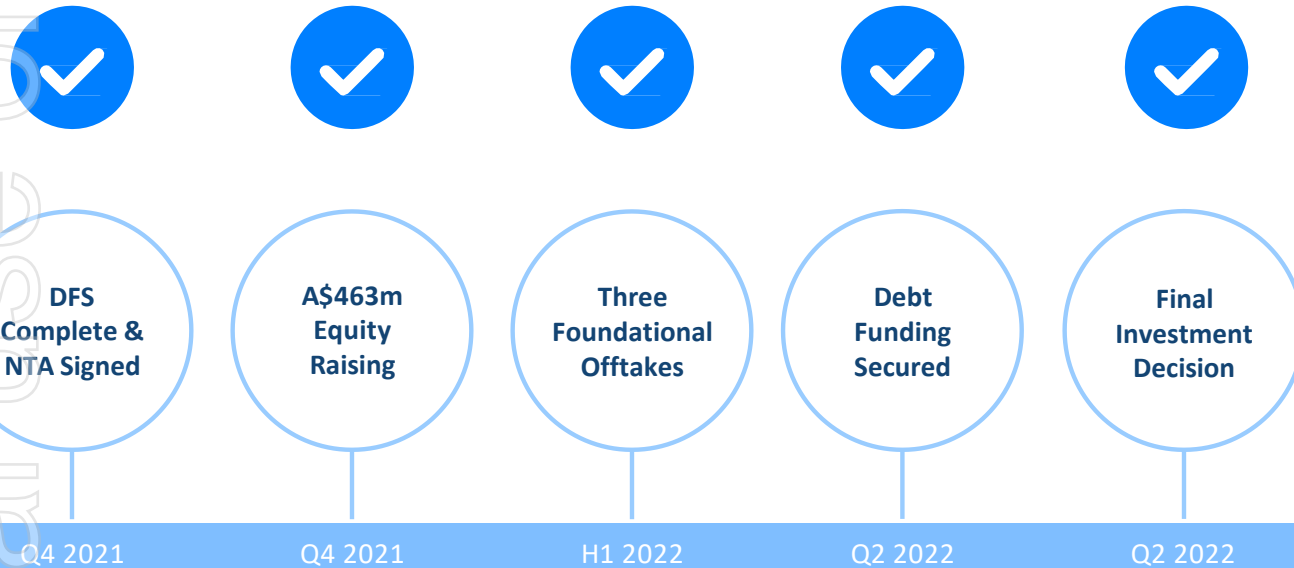 DFS
Complete &
NTA Signed
A$463m
Equity
Raising
Three
Foundational
Offtakes
Debt
Funding
Secured
Final
Investment
Decision
Q4 2021
Q4 2021
H1 2022
Q2 2022
Q2 2022